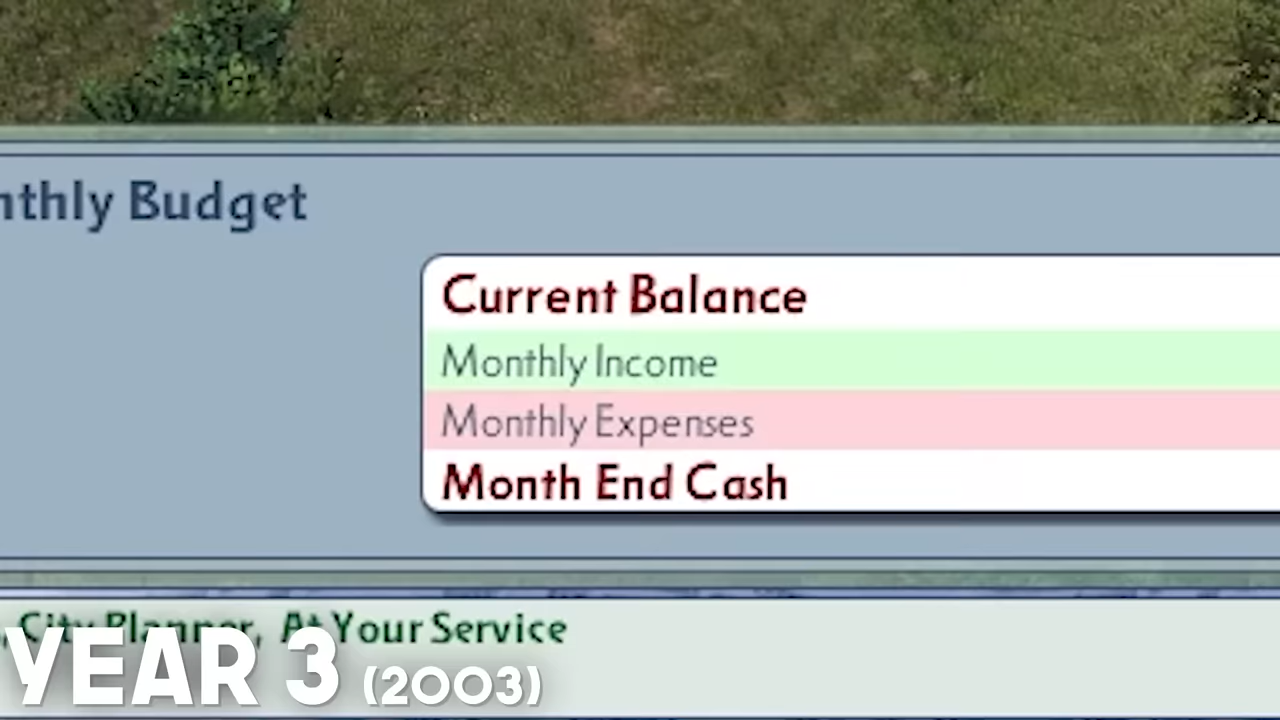 nthly Budget
Current Balance
Monthly Income
Monthly Expenses
Month End Cash
, City Planner, At Your Service
YEAR 3 (2003)